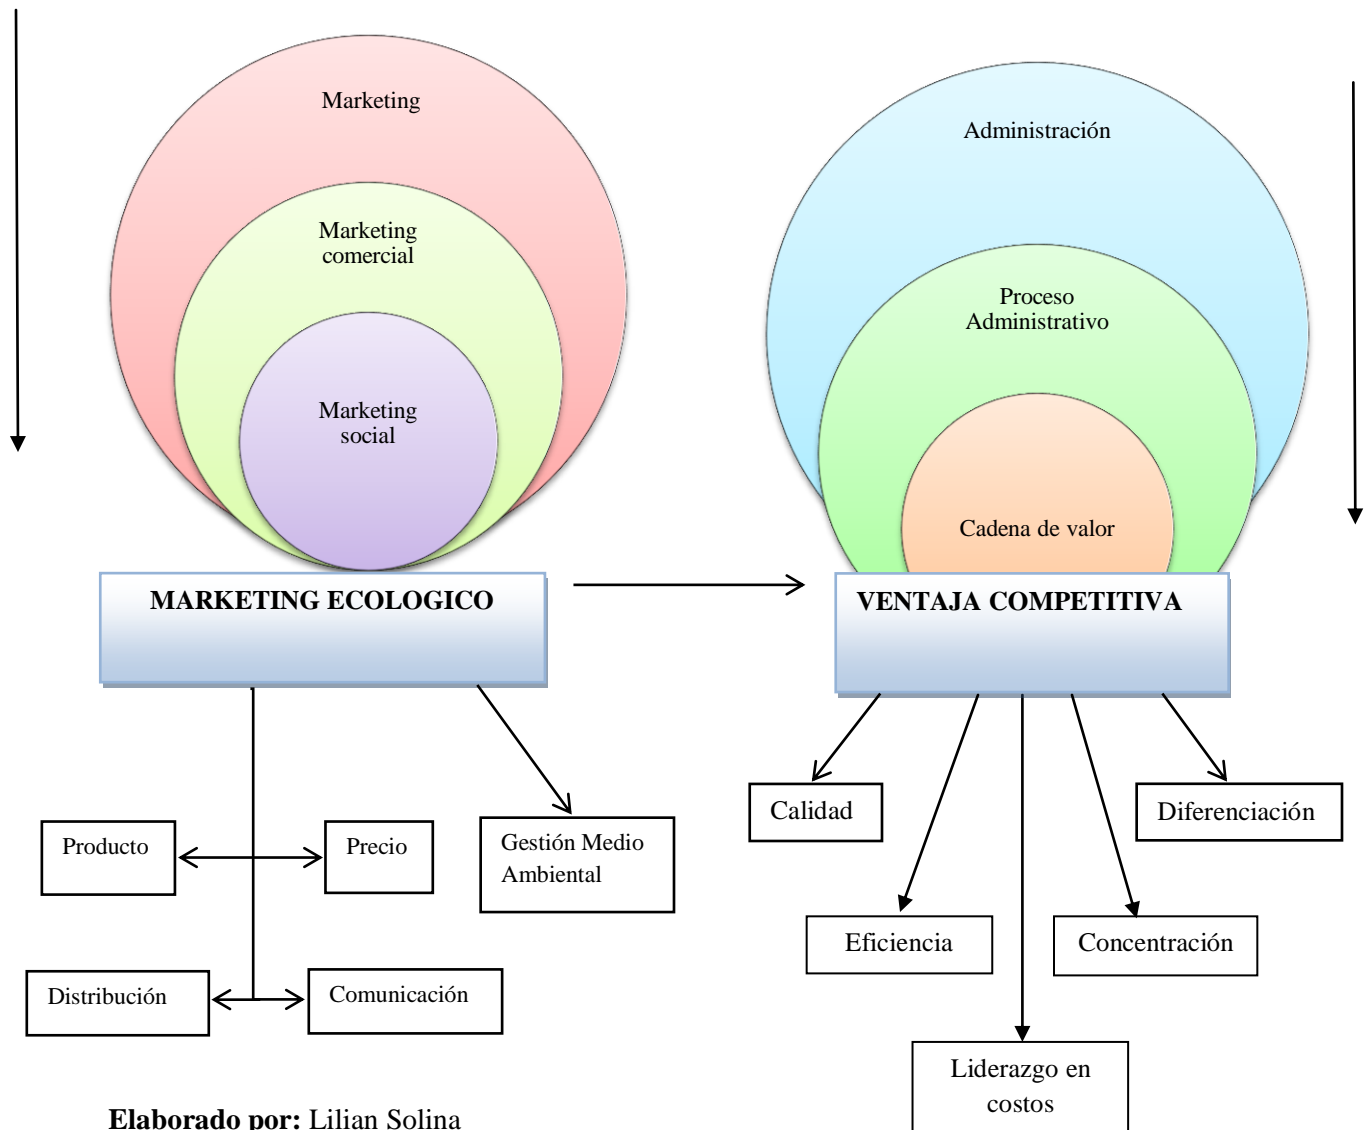 Marketing
Marketing
comercial
Marketing
social
MARKETING ECOLOGICO
Administración
Proceso
Administrativo
Cadena de valor
VENTAJA COMPETITIVA
Producto
Precio
Gestión Medio
Ambiental
Distribución
Comunicación
Calidad
Diferenciación
Eficiencia
Concentración
Liderazgo en
costos
Elaborado por: Lilian Solina